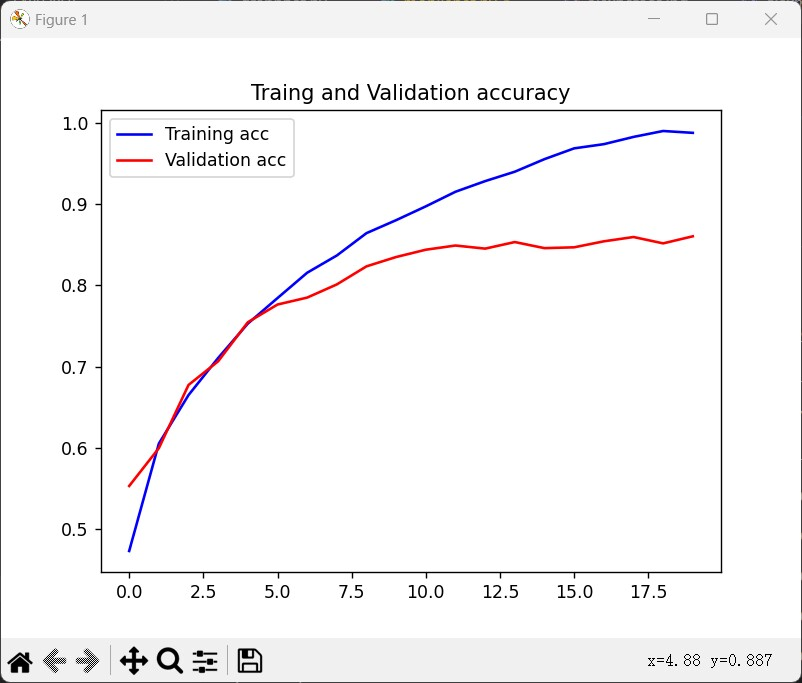 Figure 1
Traing and Validation accuracy
Training acc
Validation acc
1.0
0.9
0.8
0.7
0.6
0.5
0.0 2.5 5.0 7.5 10.0 12.5 15.0 17.5
x=4.88 y=0.887